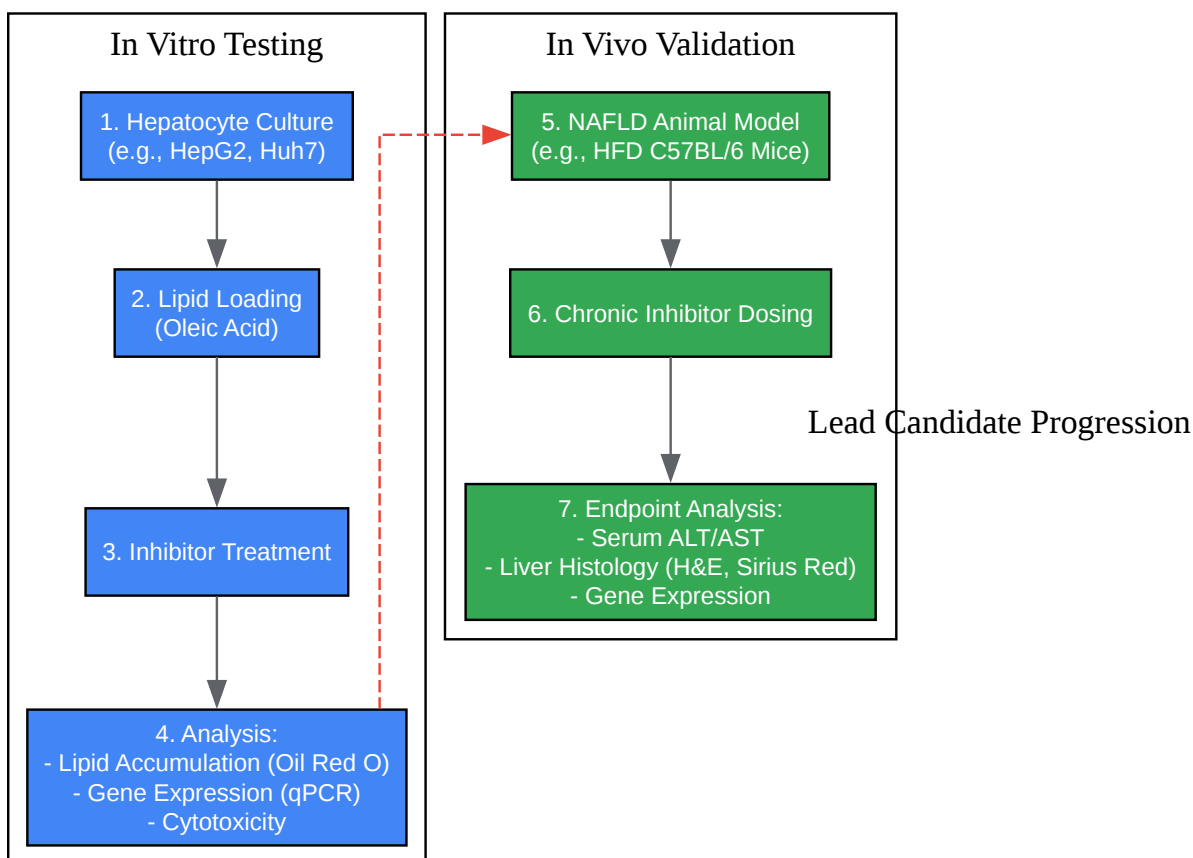 In Vitro Testing
1. Hepatocyte Culture
(e.g., HepG2, Huh7)
2. Lipid Loading
(Oleic Acid)
3. Inhibitor Treatment
4. Analysis:
- Lipid Accumulation (Oil Red O)
- Gene Expression (qPCR)
- Cytotoxicity
In Vivo Validation
5. NAFLD Animal Model
(e.g., HFD C57BL/6 Mice)
6. Chronic Inhibitor Dosing
7. Endpoint Analysis:
- Serum ALT/AST
- Liver Histology (H&E, Sirius Red)
- Gene Expression
Lead Candidate Progression